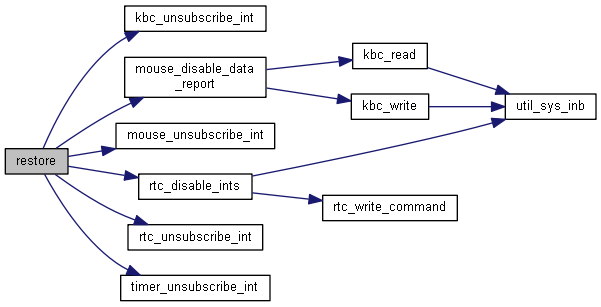 restore
kbc_unsubscribe_int
mouse_disable_data
_report
mouse_unsubscribe_int
rtc_disable_ints
rtc_unsubscribe_int
timer_unsubscribe_int
kbc_read
kbc_write
rtc_write_command
util_sys_inb